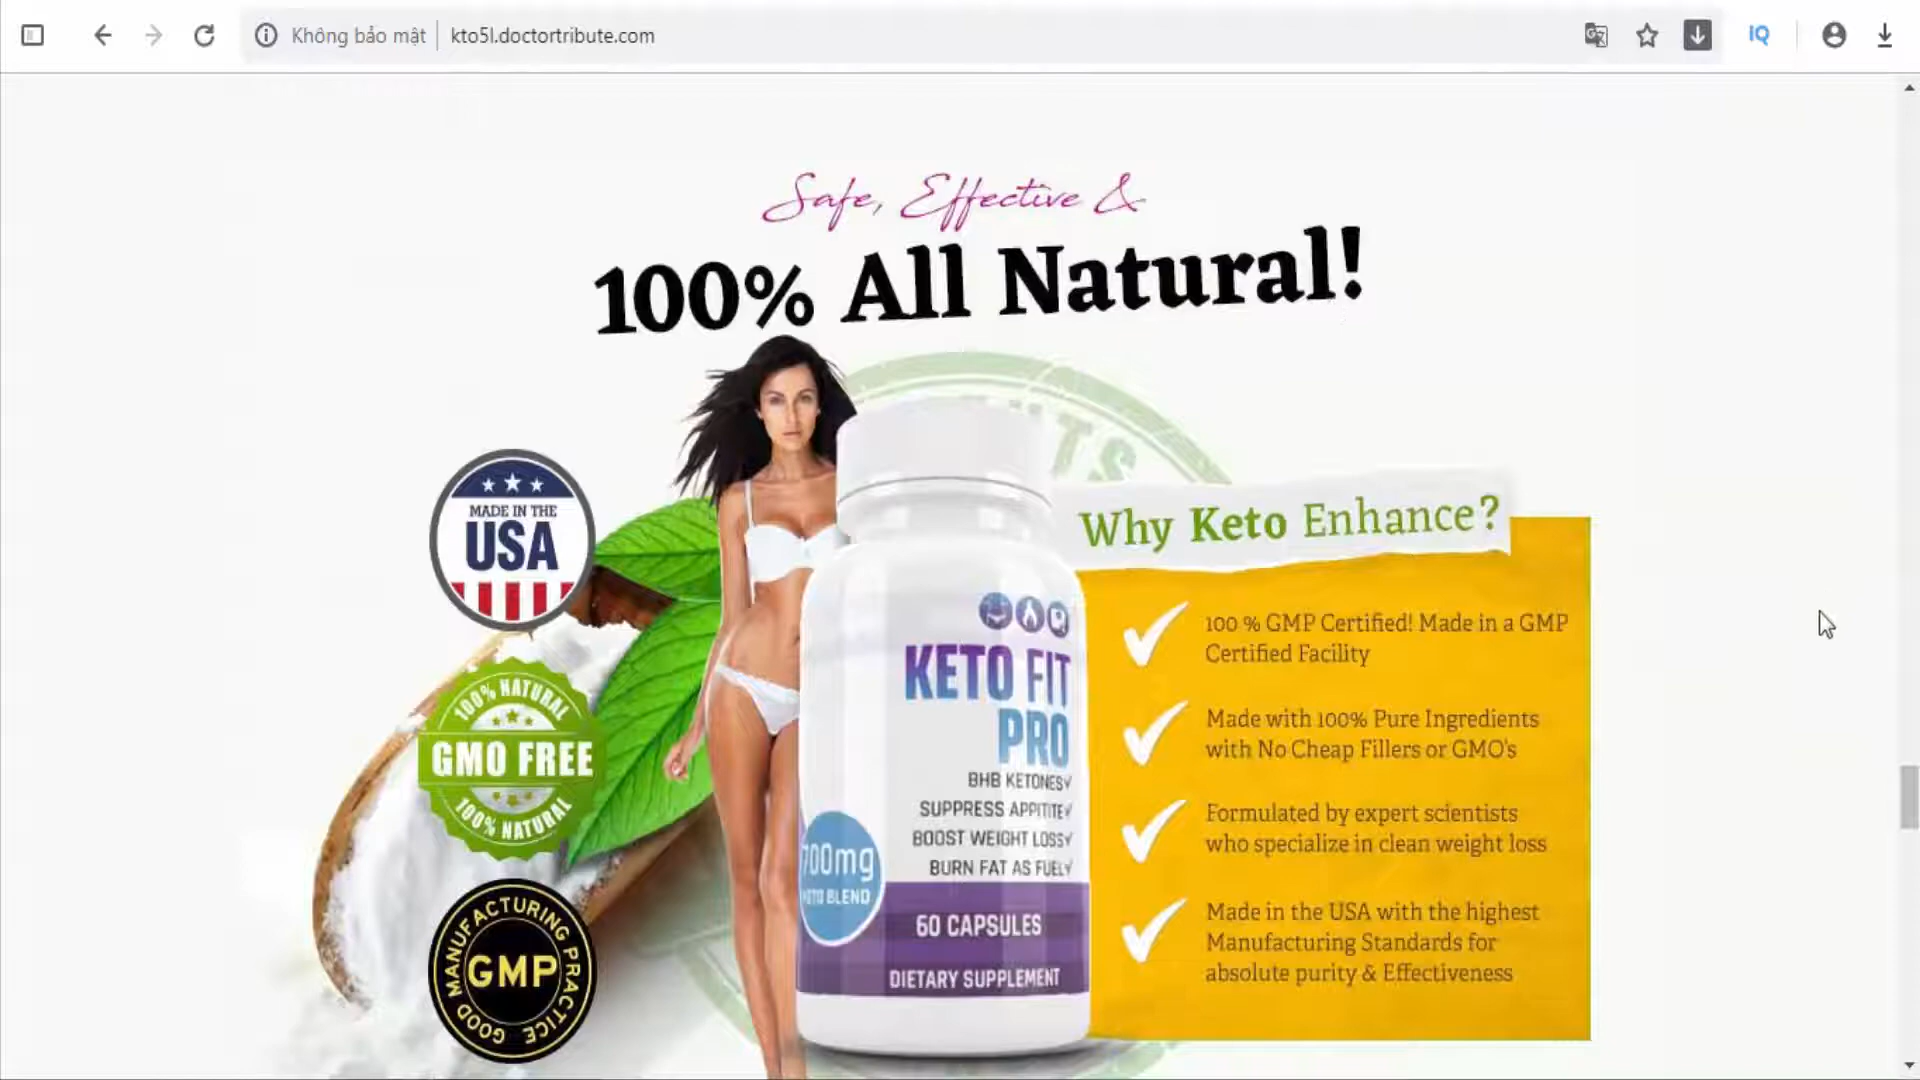 Không bảo mật
kto5l.doctortribute.com
IQ
Safe, Effective &
100% All Natural!
MADE IN THE
USA
100% NATURAL
GMO FREE
100% NATURAL
GOOD MANUFACTURING PRACTICE
GMP
KETO FIT
PRO
BHB KETONES✓
SUPPRESS APPITITE✓
BOOST WEIGHT LOSS✓
BURN FAT AS FUEL✓
700mg
KETO BLEND
60 CAPSULES
DIETARY SUPPLEMENT
Why Keto Enhance?
100 % GMP Certified! Made in a GMP
Certified Facility
Made with 100% Pure Ingredients
with No Cheap Fillers or GMO's
Formulated by expert scientists
who specialize in clean weight loss
Made in the USA with the highest
Manufacturing Standards for
absolute purity & Effectiveness